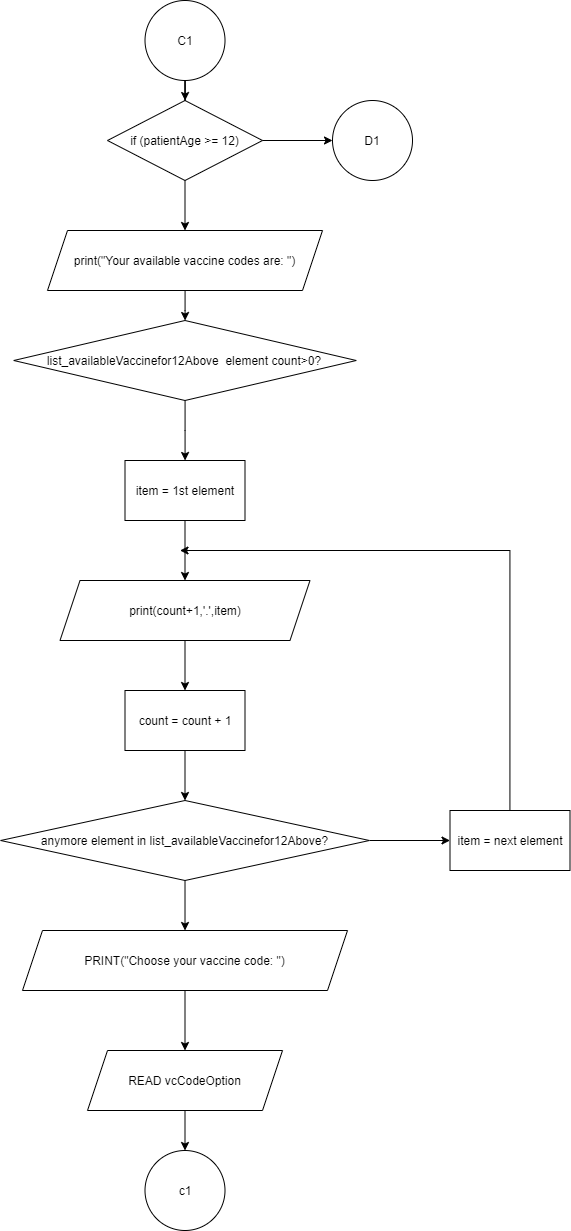 C1
if (patientAge >= 12)
D1
print("Your available vaccine codes are: ")
list_availableVaccinefor12Above  element count>0?
item = 1st element
print(count+1,'.',item)
count = count + 1
anymore element in list_availableVaccinefor12Above?
item = next element
PRINT("Choose your vaccine code: ")
READ vcCodeOption
c1